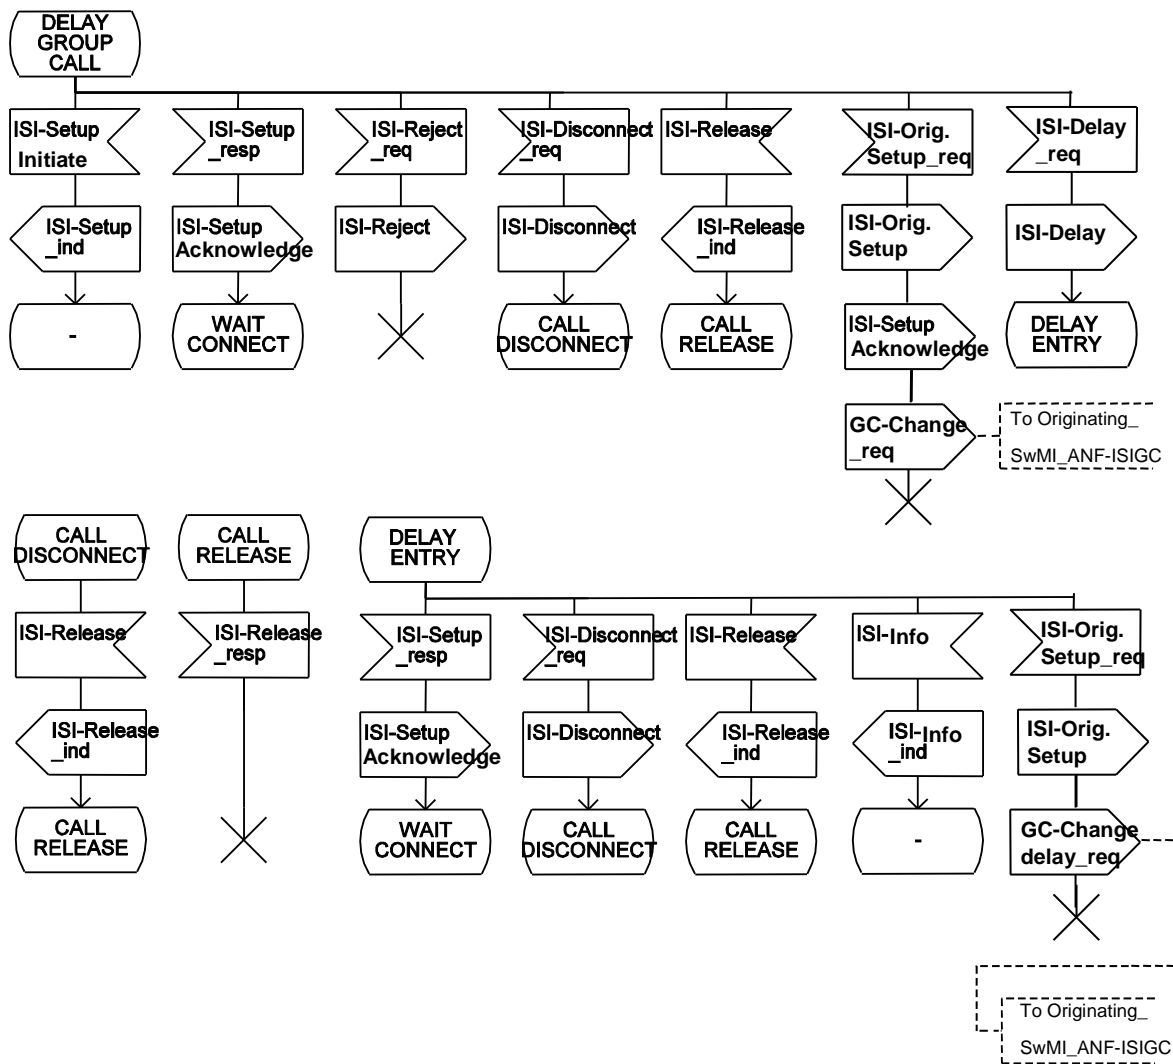 DELAY
GROUP
CALL
ISI-Setup
Initiate
ISI-Setup
_resp
ISI-Reject
_req
ISI-Disconnect
_req
ISI-Release
ISI-Orig.
Setup_req
ISI-Delay
_req
ISI-Setup
_ind
ISI-Setup
Acknowledge
ISI-Reject
ISI-Disconnect
ISI-Release
_ind
ISI-Orig.
Setup
ISI-Delay
-
WAIT
CONNECT
CALL
DISCONNECT
CALL
RELEASE
ISI-Setup
Acknowledge
DELAY
ENTRY
GC-Change
_req
To Originating_
SwMI_ANF-ISIGC
CALL
DISCONNECT
CALL
RELEASE
DELAY
ENTRY
ISI-Release
ISI-Release
_resp
ISI-Setup
_resp
ISI-Disconnect
_req
ISI-Release
ISI-Info
ISI-Orig.
Setup_req
ISI-Release
_ind
ISI-Setup
Acknowledge
ISI-Disconnect
ISI-Release
_ind
ISI-Info
_ind
ISI-Orig.
Setup
CALL
RELEASE
WAIT
CONNECT
CALL
DISCONNECT
CALL
RELEASE
-
GC-Change
delay_req
To Originating_
SwMI_ANF-ISIGC